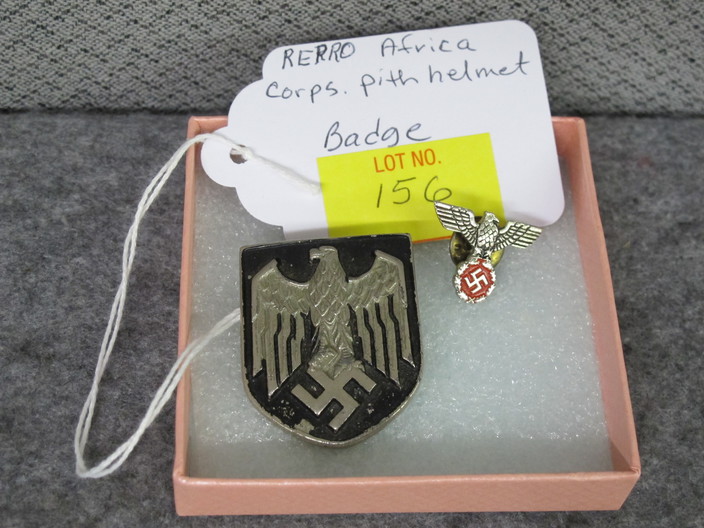 RERRO Africa
corps. pith helmet
Badge
LOT NO.
156